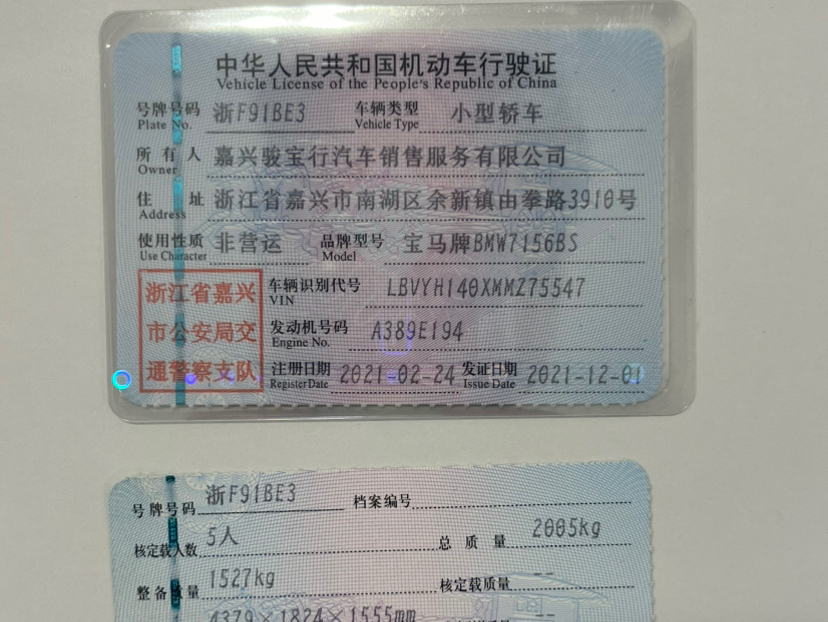 中华人民共和国机动车行驶证
Vehicle License of the People's Republic of China
号牌号码 浙F91BE3 车辆类型 小型轿车
Plate No. Vehicle Type
所有人 嘉兴骏宝行汽车销售服务有限公司
Owner
住址 浙江省嘉兴市南湖区余新镇由拳路3910号
Address
使用性质 非营运 品牌型号 宝马牌BMW7156BS
Use Character Model
浙江省嘉兴
市公安局交
通警察支队
车辆识别代号 LBVYH140XMMZ75547
VIN
发动机号码 A389E194
Engine No.
注册日期 2021-02-24 发证日期 2021-12-01
Register Date Issue Date
号牌号码 浙F91BE3 档案编号
核定载人数 5人 总质量 2005kg
整备质量 1527kg 核定载质量 --
4379×1824×1555mm --